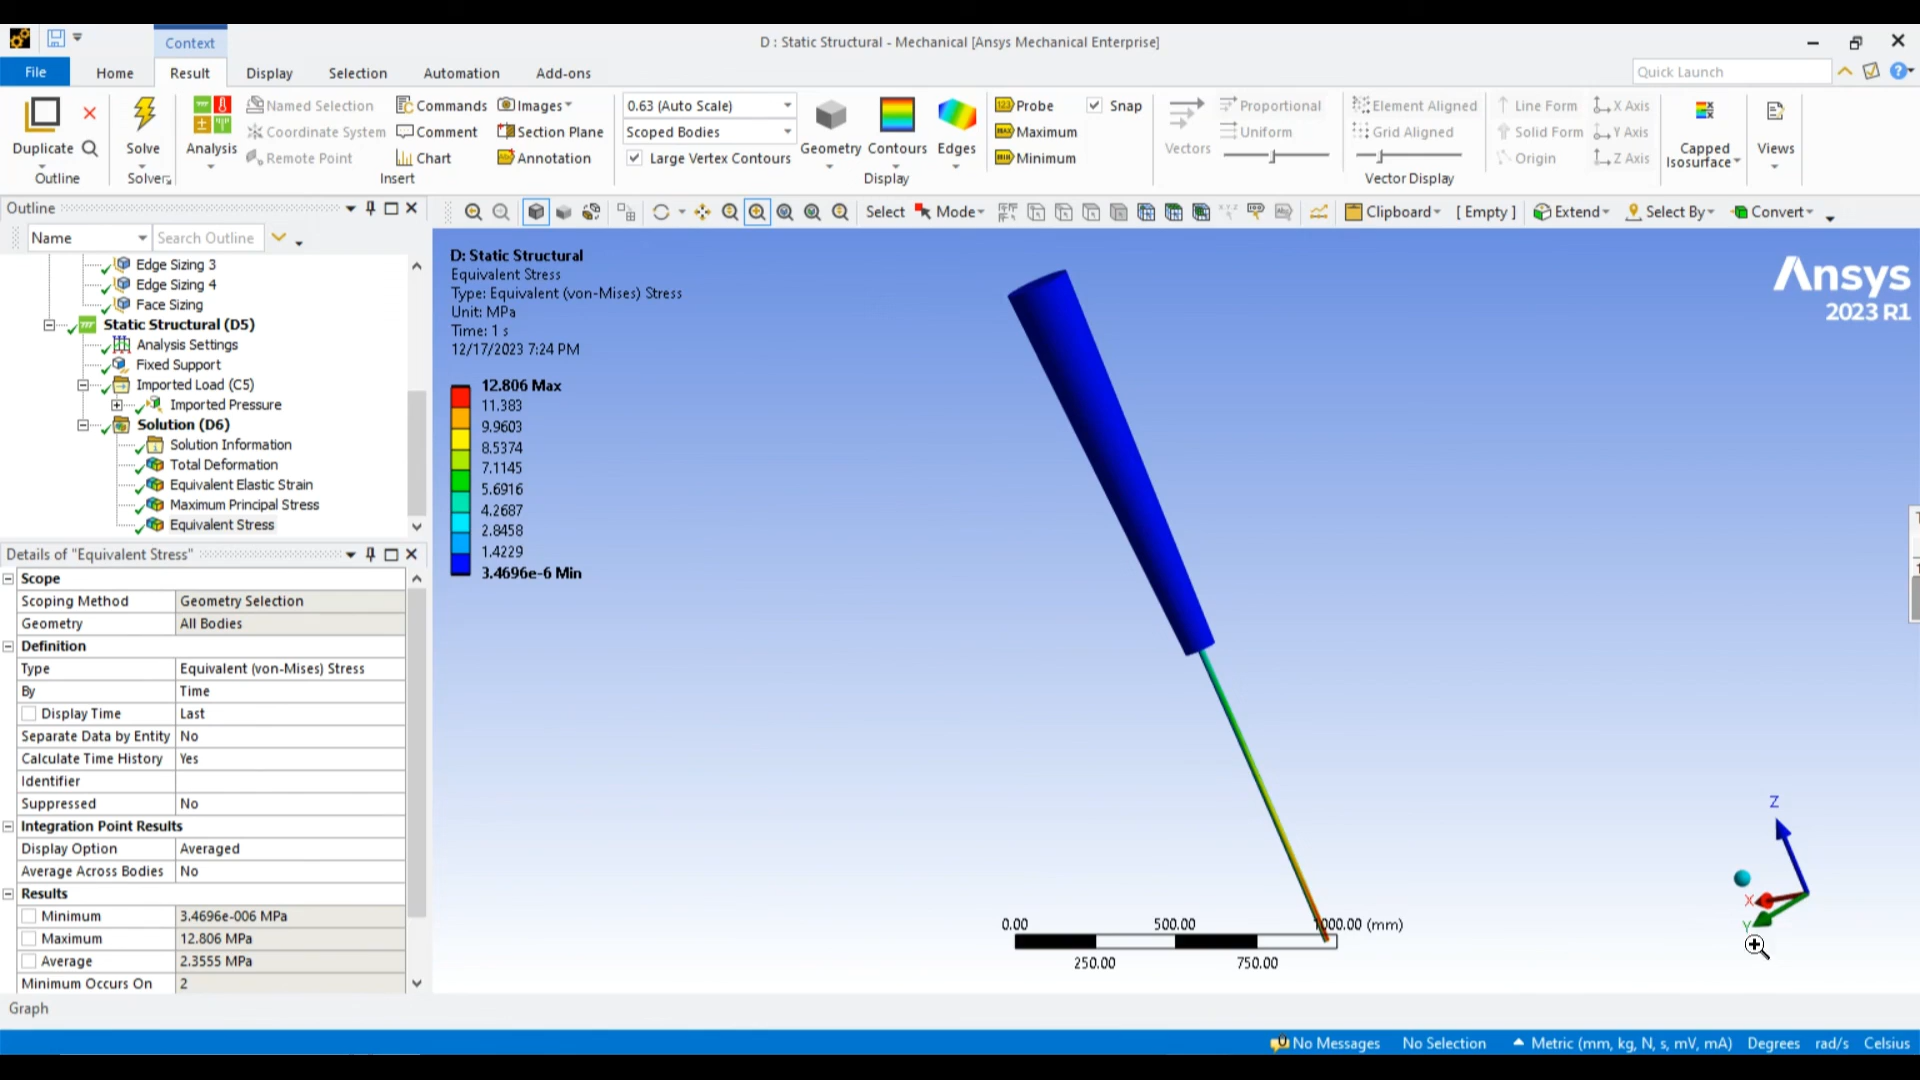 Context
D : Static Structural - Mechanical [Ansys Mechanical Enterprise]
File Home Result Display Selection Automation Add-ons
Quick Launch
Duplicate
Outline
Solve
Solver
Analysis
Named Selection
Coordinate System
Remote Point
Commands
Comment
Chart
Images
Section Plane
Annotation
Insert
0.63 (Auto Scale)
Scoped Bodies
Large Vertex Contours
Geometry
Contours
Edges
Display
Probe
Maximum
Minimum
Snap
Vectors
Proportional
Uniform
Element Aligned
Grid Aligned
Line Form
Solid Form
Origin
X Axis
Y Axis
Z Axis
Vector Display
Capped
Isosurface
Views
Outline
Name
Search Outline
Select Mode
Clipboard [ Empty ] Extend Select By Convert
Edge Sizing 3
Edge Sizing 4
Face Sizing
Static Structural (D5)
Analysis Settings
Fixed Support
Imported Load (C5)
Imported Pressure
Solution (D6)
Solution Information
Total Deformation
Equivalent Elastic Strain
Maximum Principal Stress
Equivalent Stress
Details of "Equivalent Stress"
Scope
Scoping Method Geometry Selection
Geometry All Bodies
Definition
Type Equivalent (von-Mises) Stress
By Time
Display Time Last
Separate Data by Entity No
Calculate Time History Yes
Identifier
Suppressed No
Integration Point Results
Display Option Averaged
Average Across Bodies No
Results
Minimum 3.4696e-006 MPa
Maximum 12.806 MPa
Average 2.3555 MPa
Minimum Occurs On 2
Graph
D: Static Structural
Equivalent Stress
Type: Equivalent (von-Mises) Stress
Unit: MPa
Time: 1 s
12/17/2023 7:24 PM
12.806 Max
11.383
9.9603
8.5374
7.1145
5.6916
4.2687
2.8458
1.4229
3.4696e-6 Min
Ansys
2023 R1
Z
X
Y
0.00 500.00 1000.00 (mm)
250.00 750.00
No Messages No Selection Metric (mm, kg, N, s, mV, mA) Degrees rad/s Celsius